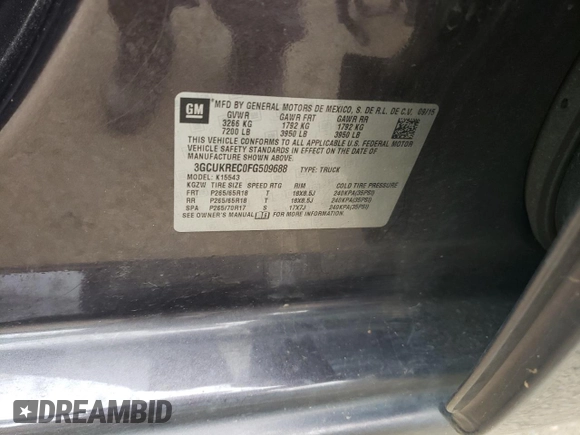 GM
MFD BY GENERAL MOTORS DE MEXICO, S. DE R.L. DE C.V. 09/15
GVWR GAWR FRT GAWR RR
3266 KG 1792 KG 1792 KG
7200 LB 3950 LB 3950 LB
THIS VEHICLE CONFORMS TO ALL APPLICABLE U.S. FEDERAL MOTOR
VEHICLE SAFETY STANDARDS IN EFFECT ON THE DATE OF
MANUFACTURE SHOWN ABOVE.
3GCUKREC0FG509688 TYPE: TRUCK
MODEL: K15543
KGZW TIRE SIZE SPEED RTG RIM COLD TIRE PRESSURE
FRT P265/65R18 T 18X8.5J 240KPA(35PSI)
RR P265/65R18 T 18X8.5J 240KPA(35PSI)
SPA P265/70R17 S 17X7J 240KPA(35PSI)
SEE OWNER'S MANUAL
DREAMBID